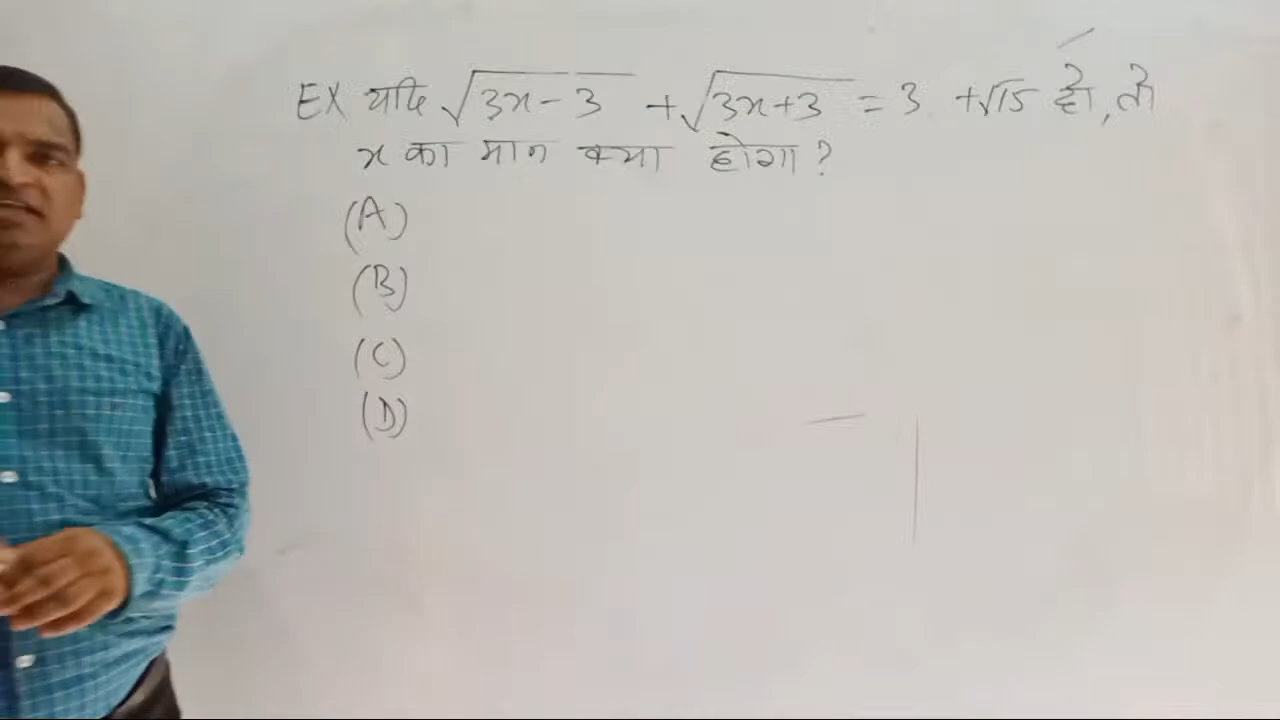 EX यदि √3x-3 + √3x+3 = 3 + √15 हो, तो
x का मान क्या होगा ?
(A)
(B)
(C)
(D)